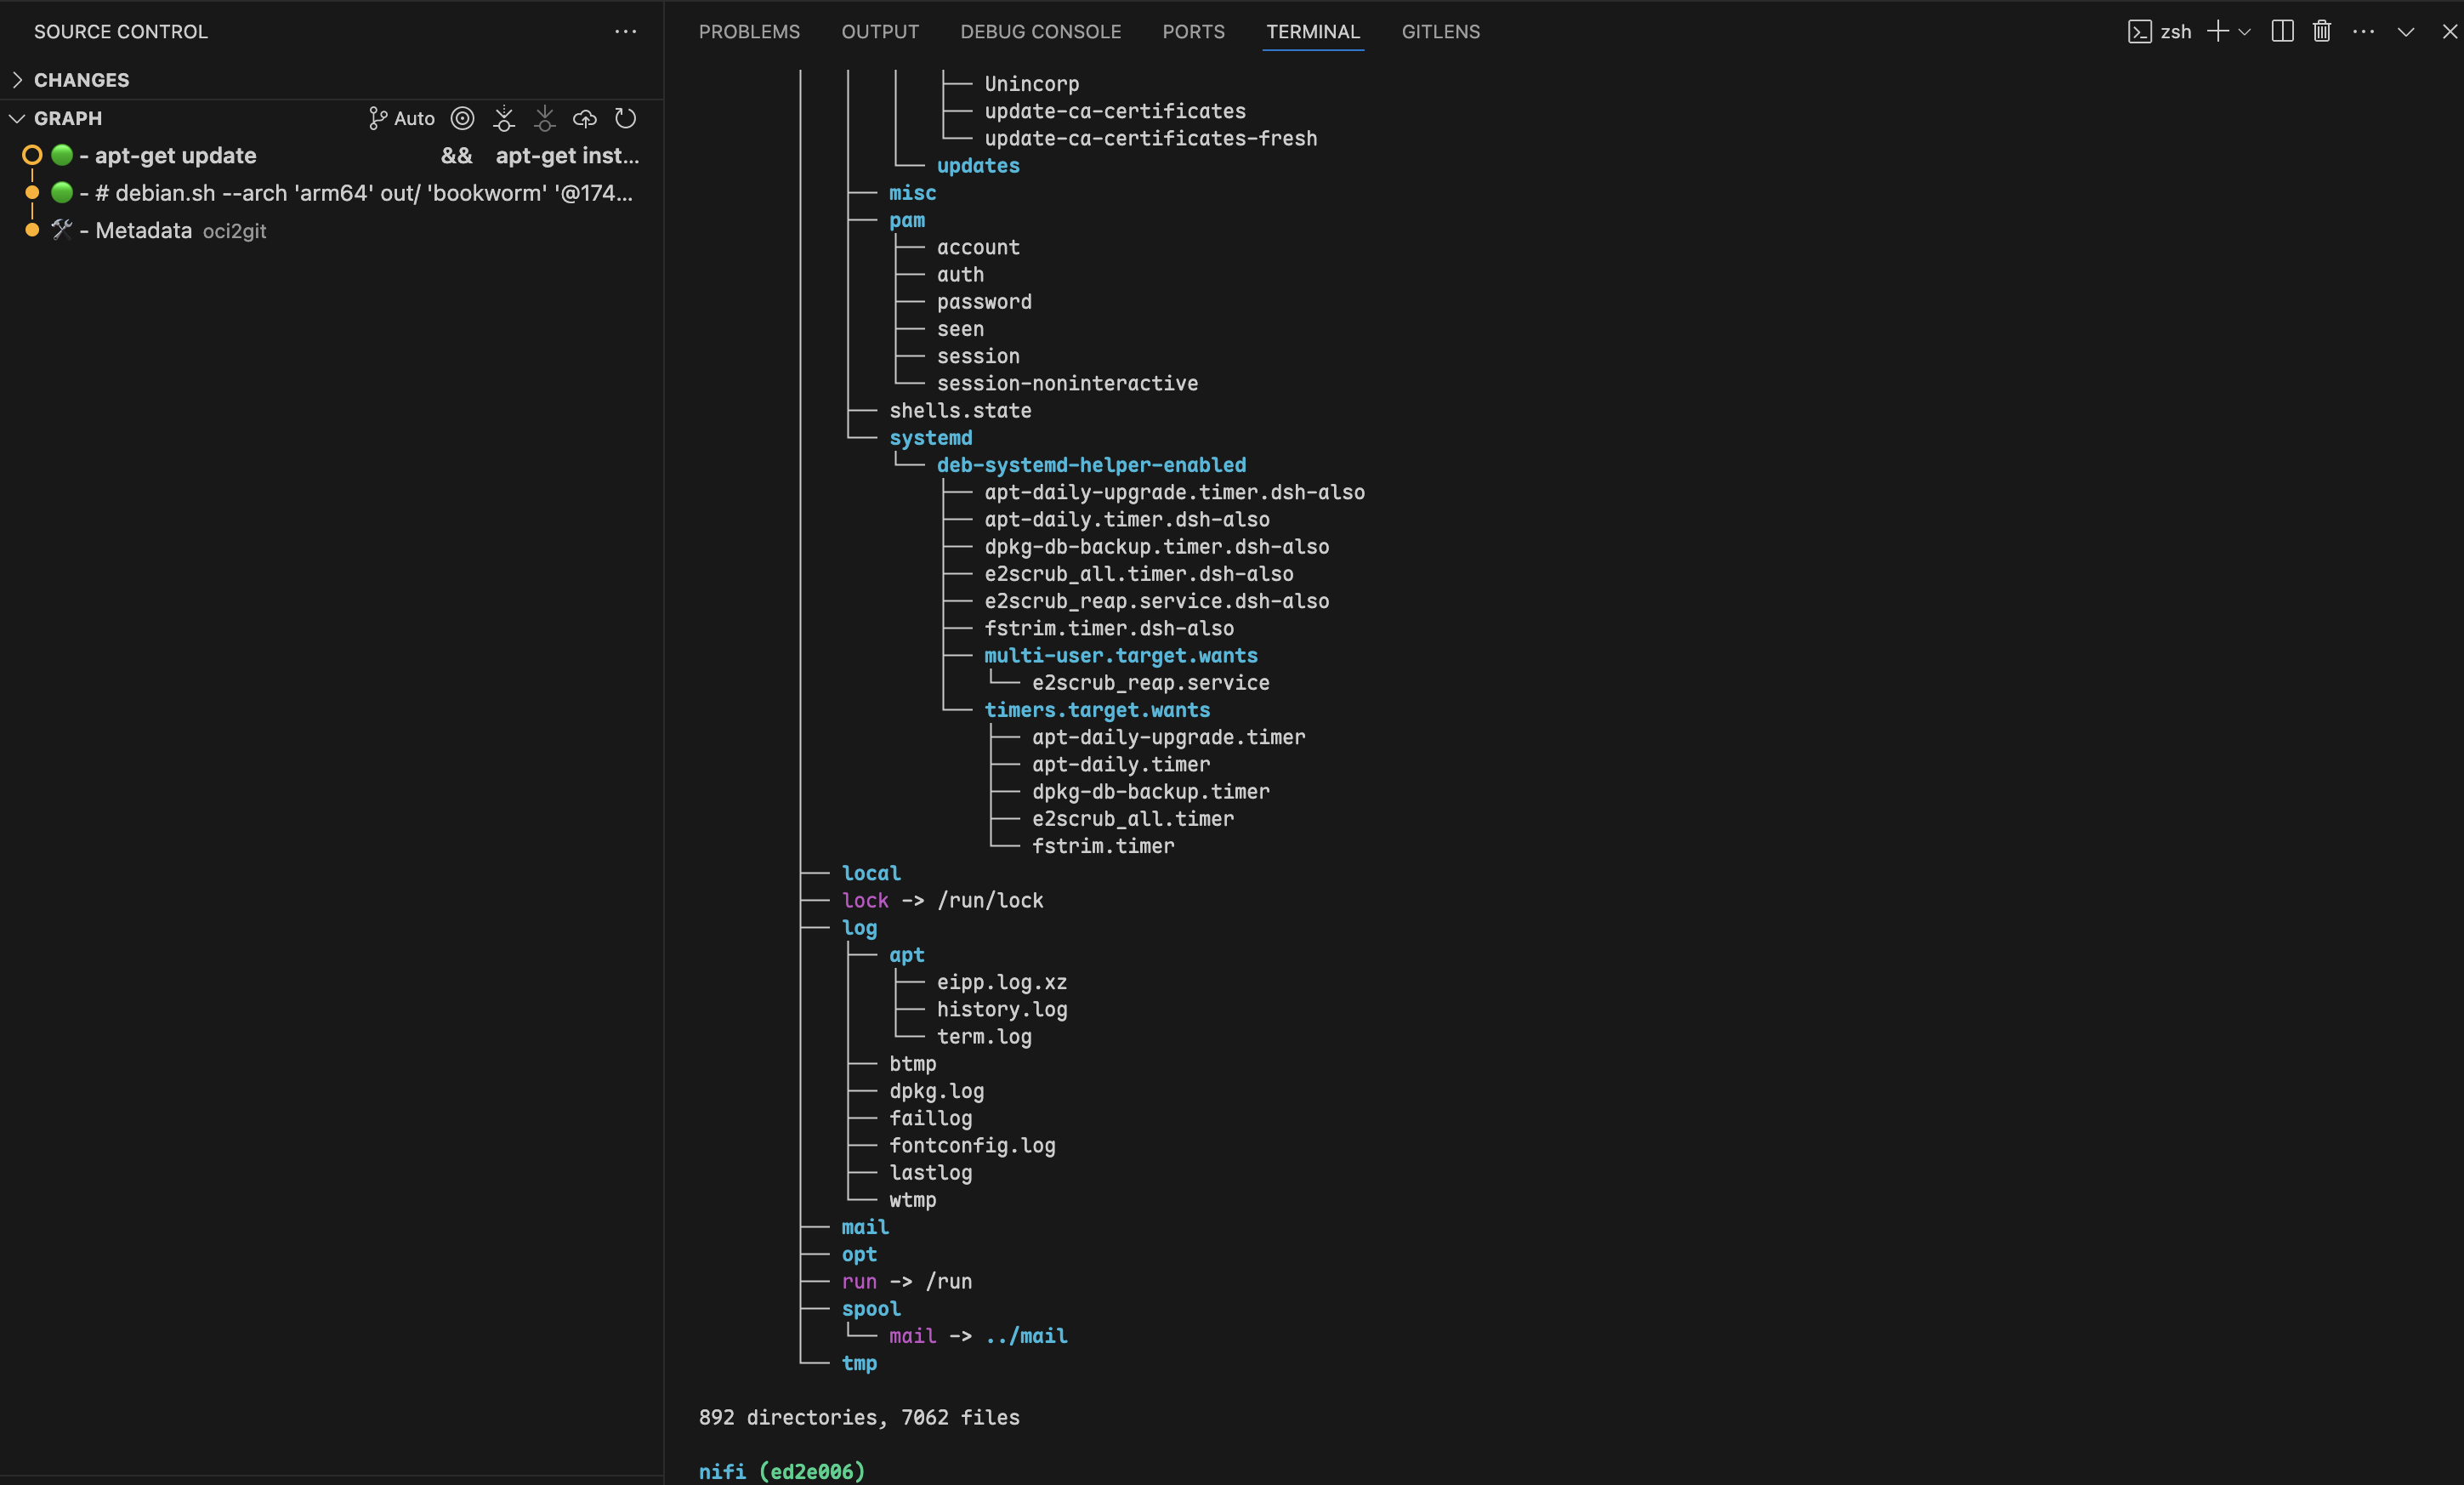 SOURCE CONTROL
CHANGES
GRAPH
Auto
- apt-get update && apt-get inst...
- # debian.sh --arch 'arm64' out/ 'bookworm' '@174...
- Metadata oci2git
PROBLEMS OUTPUT DEBUG CONSOLE PORTS TERMINAL GITLENS
zsh
├── Unincorp
├── update-ca-certificates
└── update-ca-certificates-fresh
└── updates
├── misc
├── pam
├── account
├── auth
├── password
├── seen
├── session
└── session-noninteractive
├── shells.state
└── systemd
└── deb-systemd-helper-enabled
├── apt-daily-upgrade.timer.dsh-also
├── apt-daily.timer.dsh-also
├── dpkg-db-backup.timer.dsh-also
├── e2scrub_all.timer.dsh-also
├── e2scrub_reap.service.dsh-also
├── fstrim.timer.dsh-also
├── multi-user.target.wants
└── e2scrub_reap.service
└── timers.target.wants
├── apt-daily-upgrade.timer
├── apt-daily.timer
├── dpkg-db-backup.timer
├── e2scrub_all.timer
└── fstrim.timer
├── local
├── lock -> /run/lock
├── log
├── apt
├── eipp.log.xz
├── history.log
└── term.log
├── btmp
├── dpkg.log
├── faillog
├── fontconfig.log
├── lastlog
└── wtmp
├── mail
├── opt
├── run -> /run
├── spool
└── mail -> ../mail
└── tmp
892 directories, 7062 files
nifi (ed2e006)